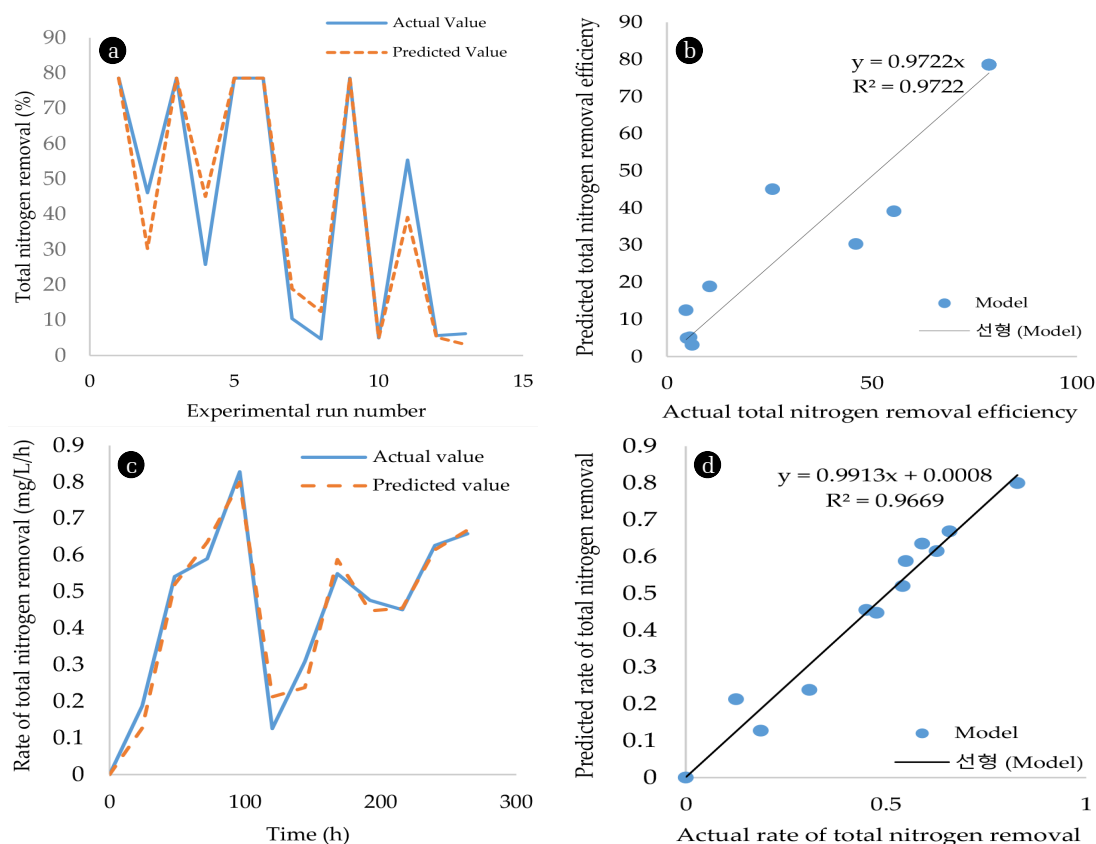 a
Actual Value
Predicted Value
90
80
70
60
50
40
30
20
10
0
0
5
10
15
Total nitrogen removal (%)
Experimental run number
b
y = 0.9722x
R² = 0.9722
90
80
70
60
50
40
30
20
10
0
0
50
100
Predicted total nitrogen removal efficieny
Model
선형 (Model)
Actual total nitrogen removal efficiency
c
Actual value
Predicted value
0.9
0.8
0.7
0.6
0.5
0.4
0.3
0.2
0.1
0
0
100
200
300
Rate of total nitrogen removal (mg/L/h)
Time (h)
d
y = 0.9913x + 0.0008
R² = 0.9669
0.9
0.8
0.7
0.6
0.5
0.4
0.3
0.2
0.1
0
0
0.5
1
Predicted rate of total nitrogen removal
Model
선형 (Model)
Actual rate of total nitrogen removal